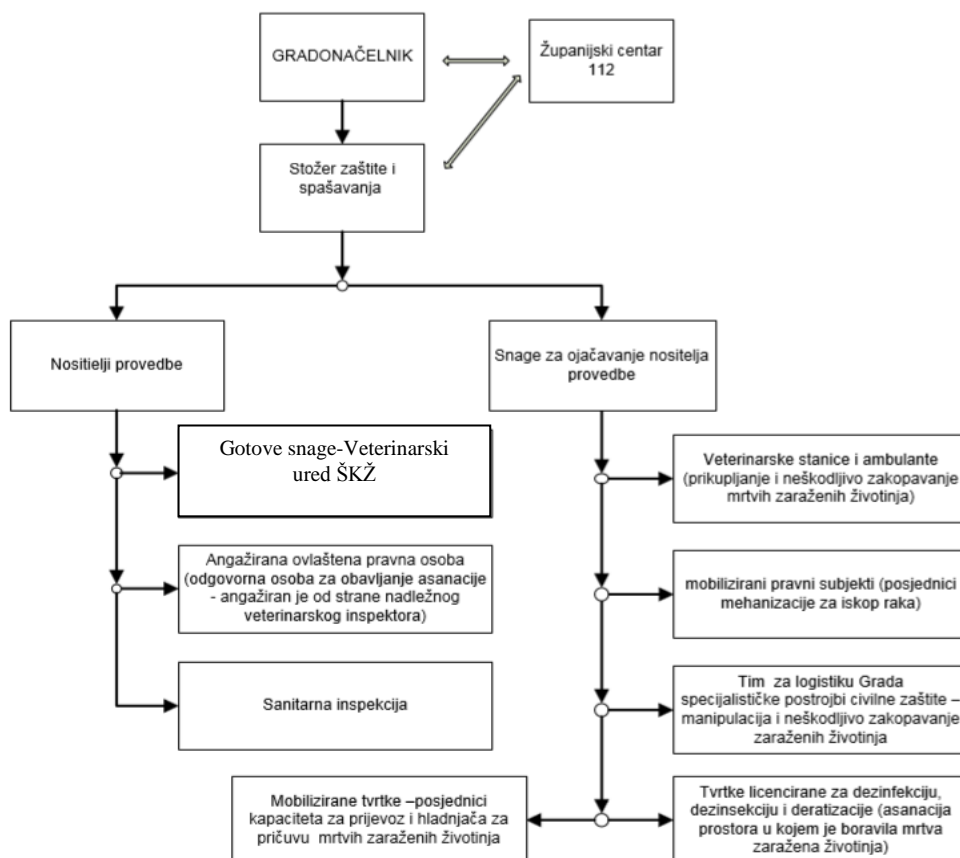 GRADONAČELNIK
Županijski centar
112
Stožer zaštite i
spašavanja
Nositielji provedbe
Snage za ojačavanje nositelja
provedbe
Gotove snage-Veterinarski
ured ŠKŽ
Veterinarske stanice i ambulante
(prikupljanje i neškodljivo zakopavanje
mrtvih zaraženih životinja)
Angažirana ovlaštena pravna osoba
(odgovorna osoba za obavljanje asanacije
- angažiran je od strane nadležnog
veterinarskog inspektora)
mobilizirani pravni subjekti (posjednici
mehanizacije za iskop raka)
Sanitarna inspekcija
Tim za logistiku Grada
specijalističke postrojbi civilne zaštite –
manipulacija i neškodljivo zakopavanje
zaraženih životinja
Mobilizirane tvrtke –posjednici
kapaciteta za prijevoz i hladnjača za
pričuvu mrtvih zaraženih životinja
Tvrtke licencirane za dezinfekciju,
dezinsekciju i deratizacije (asanacija
prostora u kojem je boravila mrtva
zaražena životinja)